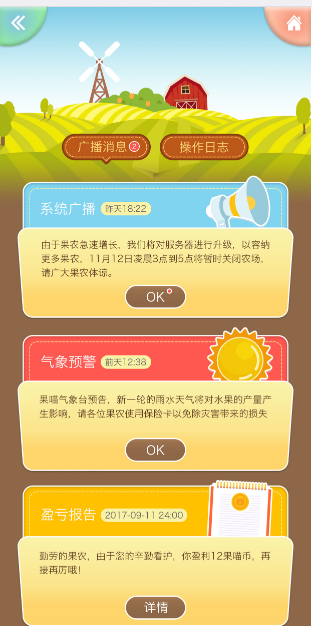 广播消息 2
操作日志
系统广播 昨天18:22
由于果农急速增长，我们将对服务器进行升级，以容纳
更多果农，11月12日凌晨3点到5点将暂时关闭农场，
请广大果农体谅。
OK
气象预警 前天12:38
果喵气象台预告，新一轮的雨水天气将对水果的产量产
生影响，请各位果农使用保险卡以免除灾害带来的损失
OK
盈亏报告 2017-09-11 24:00
勤劳的果农，由于您的辛勤看护，你盈利12果喵币，再
接再厉哦！
详情